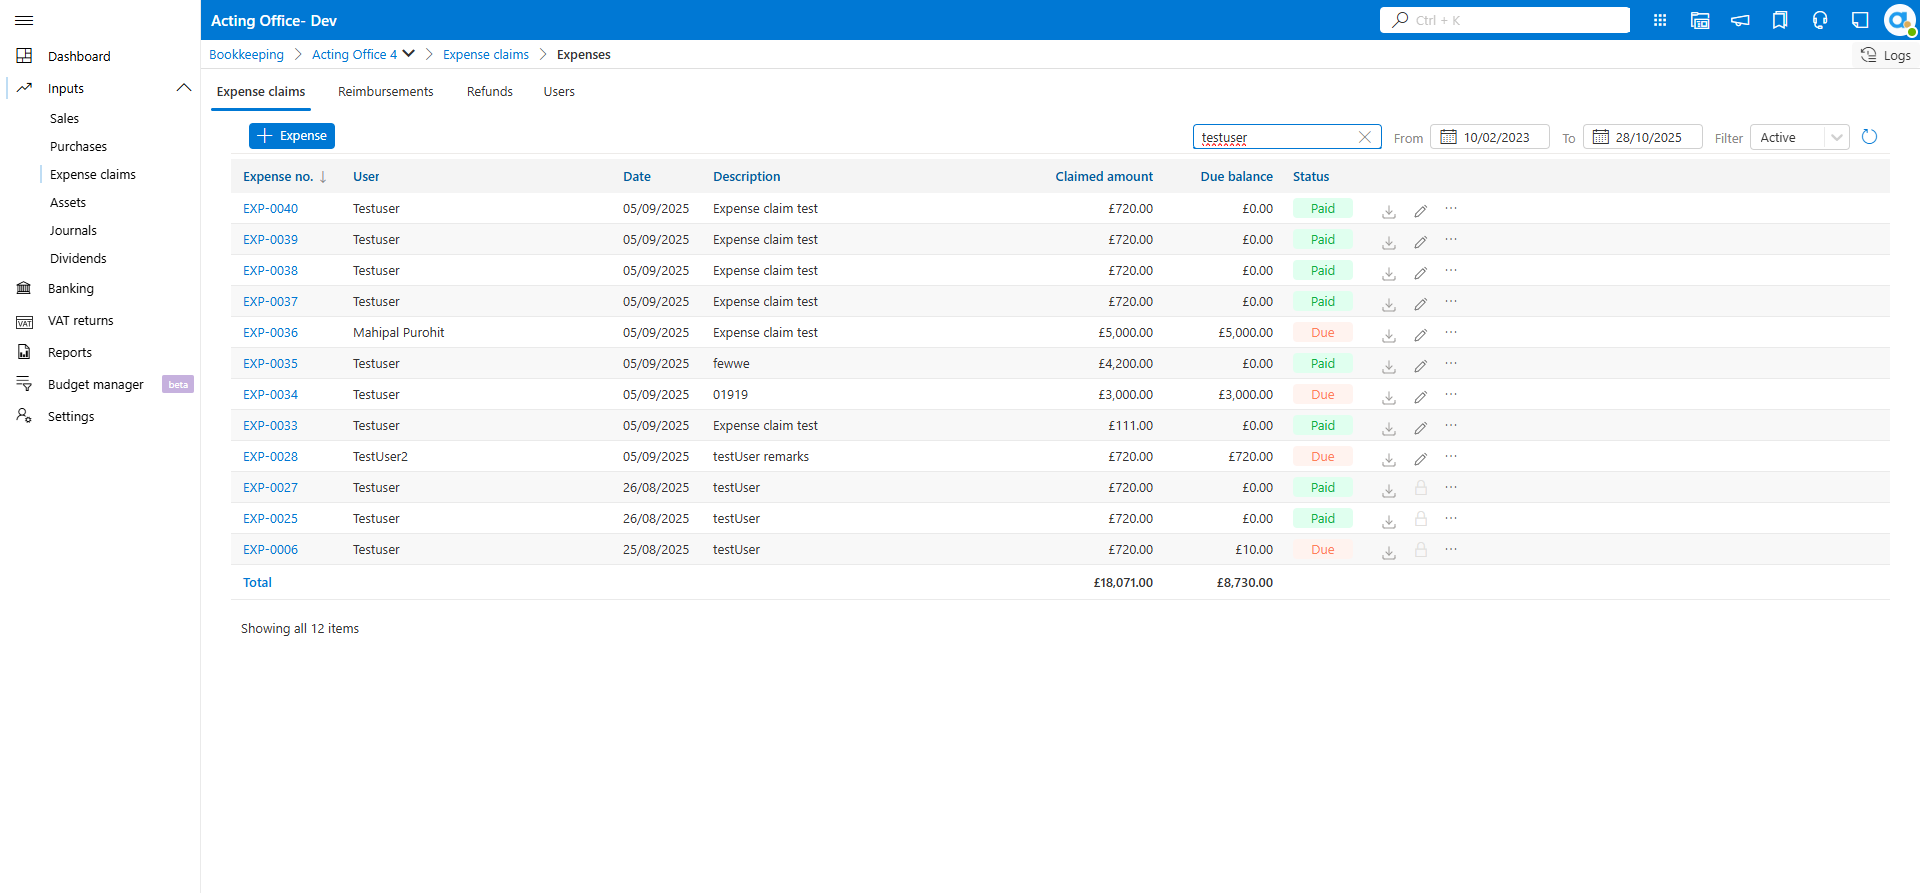 Acting Office- Dev
Ctrl + K
Bookkeeping Acting Office 4 Expense claims Expenses
Logs
Dashboard
Inputs
Sales
Purchases
Expense claims
Assets
Journals
Dividends
Banking
VAT returns
Reports
Budget manager beta
Settings
Expense claims Reimbursements Refunds Users
Expense
testuser From 10/02/2023 To 28/10/2025 Filter Active
Expense no. User Date Description Claimed amount Due balance Status
EXP-0040 Testuser 05/09/2025 Expense claim test £720.00 £0.00 Paid
EXP-0039 Testuser 05/09/2025 Expense claim test £720.00 £0.00 Paid
EXP-0038 Testuser 05/09/2025 Expense claim test £720.00 £0.00 Paid
EXP-0037 Testuser 05/09/2025 Expense claim test £720.00 £0.00 Paid
EXP-0036 Mahipal Purohit 05/09/2025 Expense claim test £5,000.00 £5,000.00 Due
EXP-0035 Testuser 05/09/2025 fewwe £4,200.00 £0.00 Paid
EXP-0034 Testuser 05/09/2025 01919 £3,000.00 £3,000.00 Due
EXP-0033 Testuser 05/09/2025 Expense claim test £111.00 £0.00 Paid
EXP-0028 TestUser2 05/09/2025 testUser remarks £720.00 £720.00 Due
EXP-0027 Testuser 26/08/2025 testUser £720.00 £0.00 Paid
EXP-0025 Testuser 26/08/2025 testUser £720.00 £0.00 Paid
EXP-0006 Testuser 25/08/2025 testUser £720.00 £10.00 Due
Total £18,071.00 £8,730.00
Showing all 12 items